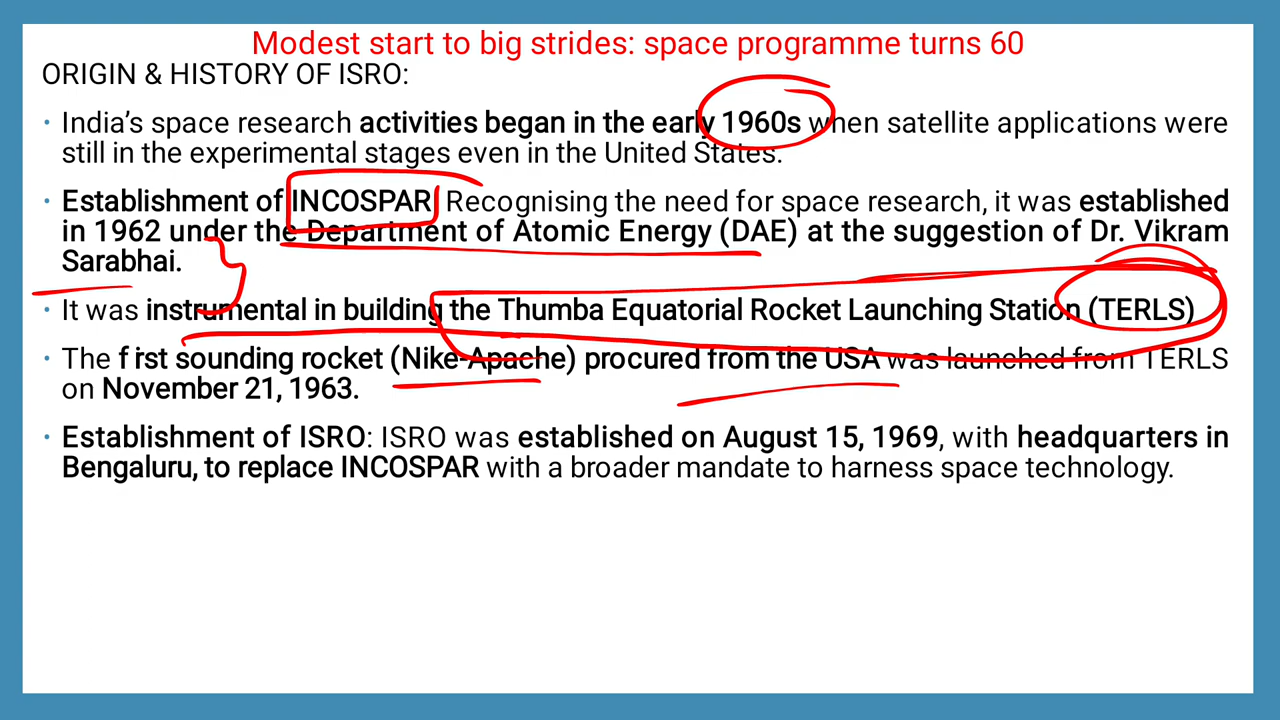 Modest start to big strides: space programme turns 60
ORIGIN & HISTORY OF ISRO:
• India's space research activities began in the early 1960s when satellite applications were
still in the experimental stages even in the United States.
• Establishment of INCOSPAR: Recognising the need for space research, it was established
in 1962 under the Department of Atomic Energy (DAE) at the suggestion of Dr. Vikram
Sarabhai.
• It was instrumental in building the Thumba Equatorial Rocket Launching Station (TERLS)
• The first sounding rocket (Nike-Apache) procured from the USA was launched from TERLS
on November 21, 1963.
• Establishment of ISRO: ISRO was established on August 15, 1969, with headquarters in
Bengaluru, to replace INCOSPAR with a broader mandate to harness space technology.